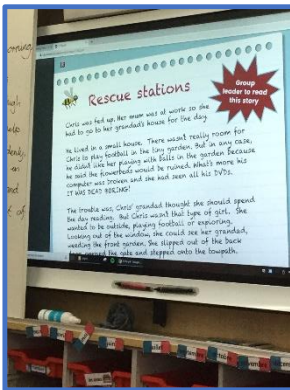 Rescue stations
Group
leader to read
this story
Chris was fed up. Her mum was at work so she
had to go to her grandad's house for the day.
He lived in a small house. There wasn't really room for
Chris to play football in the tiny garden. But in any case,
he didn't like her playing with balls in the garden because
he said the flowerbeds would be ruined. What's more his
computer was broken and she had seen all his DVDs.
IT WAS DEAD BORING!
The trouble was, Chris' grandad thought she should spend
the day reading. But Chris wasn't that type of girl. She
wanted to be outside, playing football or exploring.
Looking out of the window, she could see her grandad,
weeding the front garden. She slipped out of the back
the gate and stepped onto the towpath.